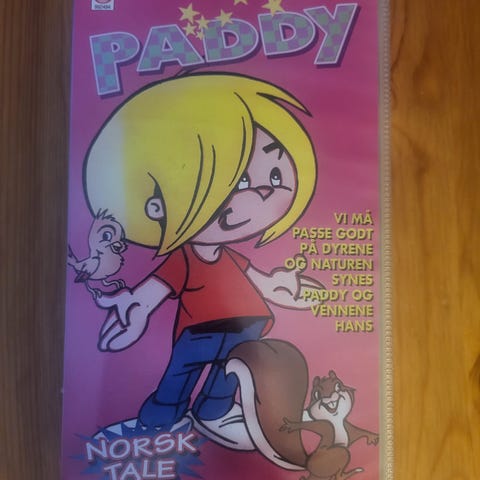 PADDY
VI MÅ
PASSE GODT
PÅ DYRENE
OG NATUREN
SYNES
PADDY OG
VENNENE
HANS
NORSK
TALE